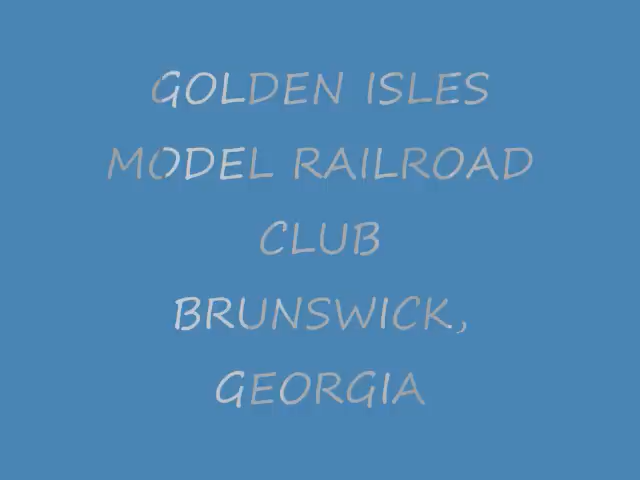 GOLDEN ISLES
MODEL RAILROAD
CLUB
BRUNSWICK,
GEORGIA